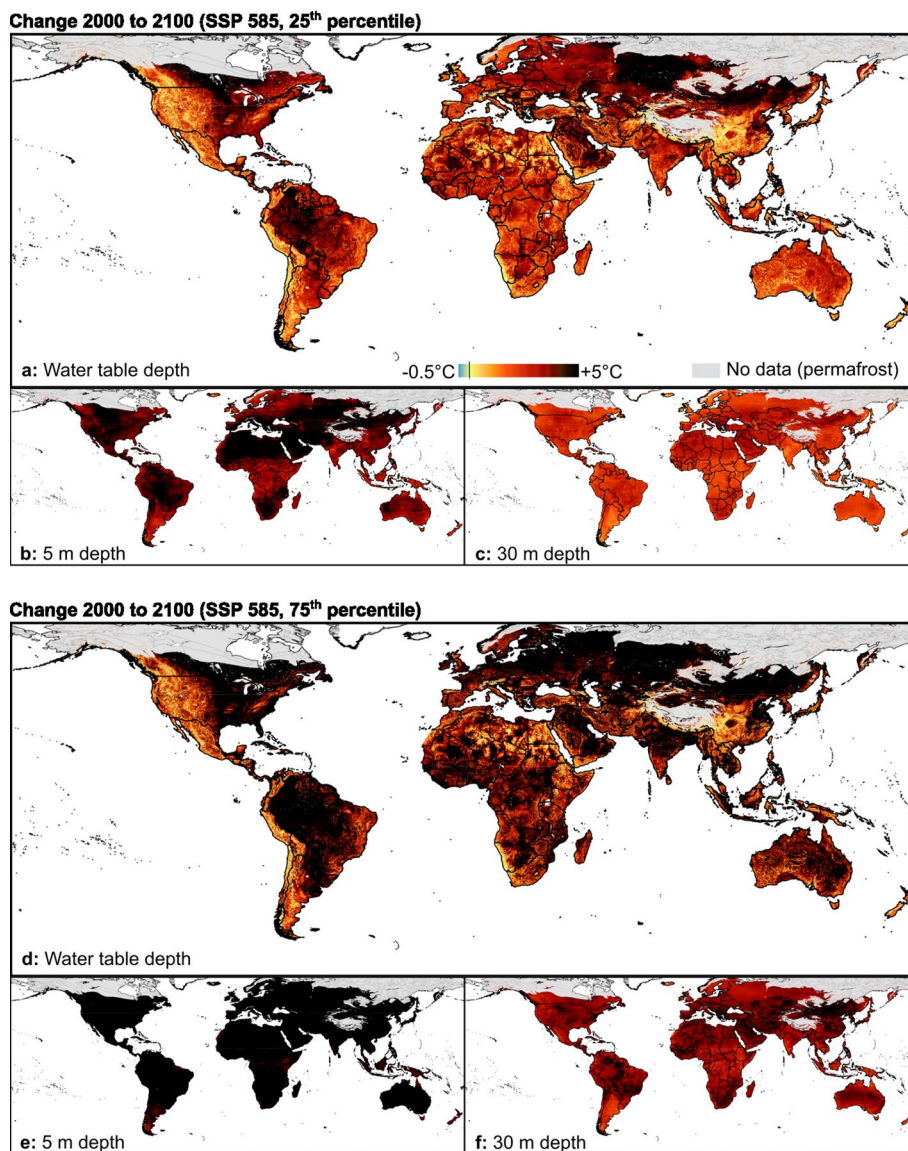 Change 2000 to 2100 (SSP 585, 25th percentile)
a: Water table depth
-0.5°C
+5°C
No data (permafrost)
b: 5 m depth
c: 30 m depth
Change 2000 to 2100 (SSP 585, 75th percentile)
d: Water table depth
e: 5 m depth
f: 30 m depth